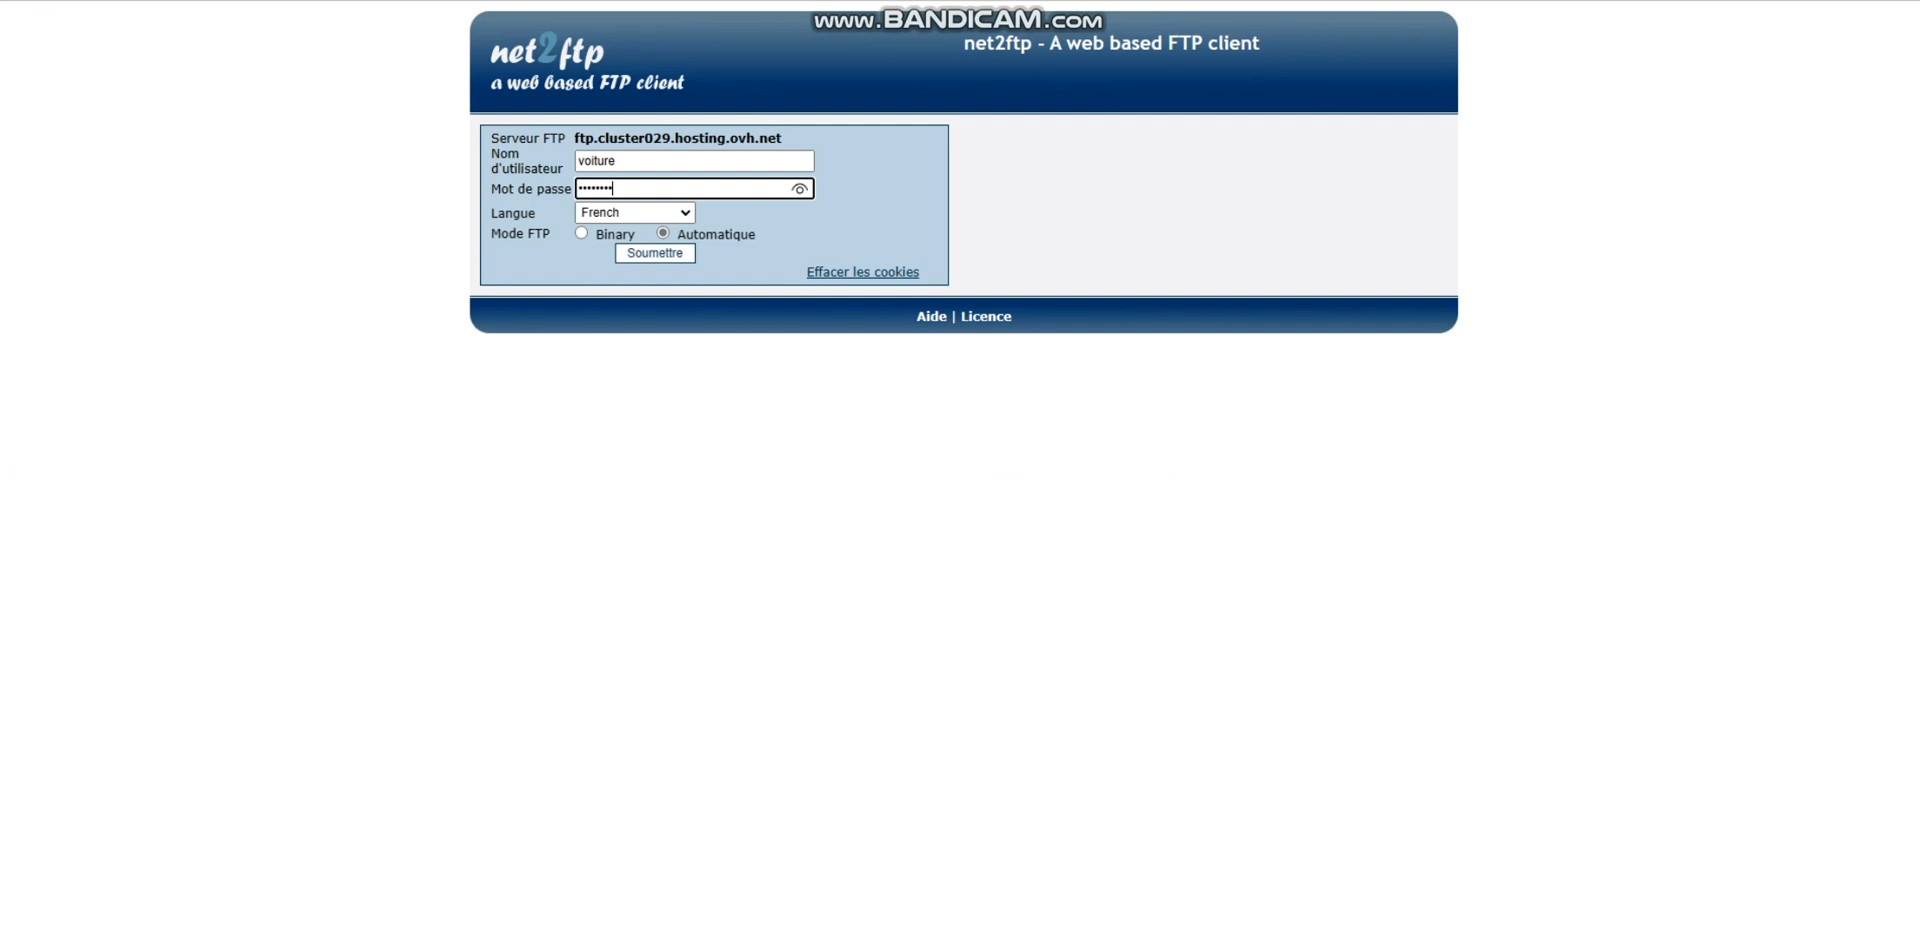 www.BANDICAM.com
net2ftp
a web based FTP client
net2ftp - A web based FTP client
Serveur FTP ftp.cluster029.hosting.ovh.net
Nom
d'utilisateur voiture
Mot de passe ••••••••
Langue French
Mode FTP Binary Automatique
Soumettre
Effacer les cookies
Aide | Licence